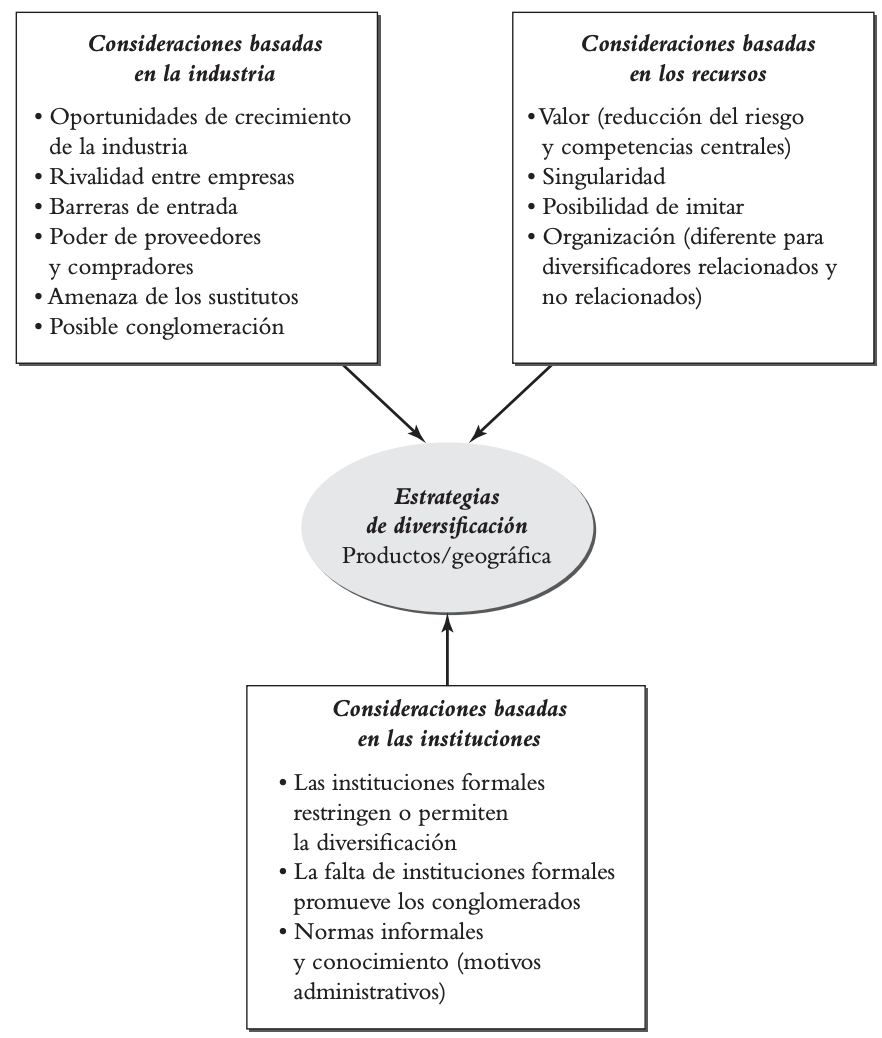 Consideraciones basadas
en la industria
• Oportunidades de crecimiento
de la industria
• Rivalidad entre empresas
• Barreras de entrada
• Poder de proveedores
y compradores
• Amenaza de los sustitutos
• Posible conglomeración
Consideraciones basadas
en los recursos
• Valor (reducción del riesgo
y competencias centrales)
• Singularidad
• Posibilidad de imitar
• Organización (diferente para
diversificadores relacionados y
no relacionados)
Estrategias
de diversificación
Productos/geográfica
Consideraciones basadas
en las instituciones
• Las instituciones formales
restringen o permiten
la diversificación
• La falta de instituciones formales
promueve los conglomerados
• Normas informales
y conocimiento (motivos
administrativos)